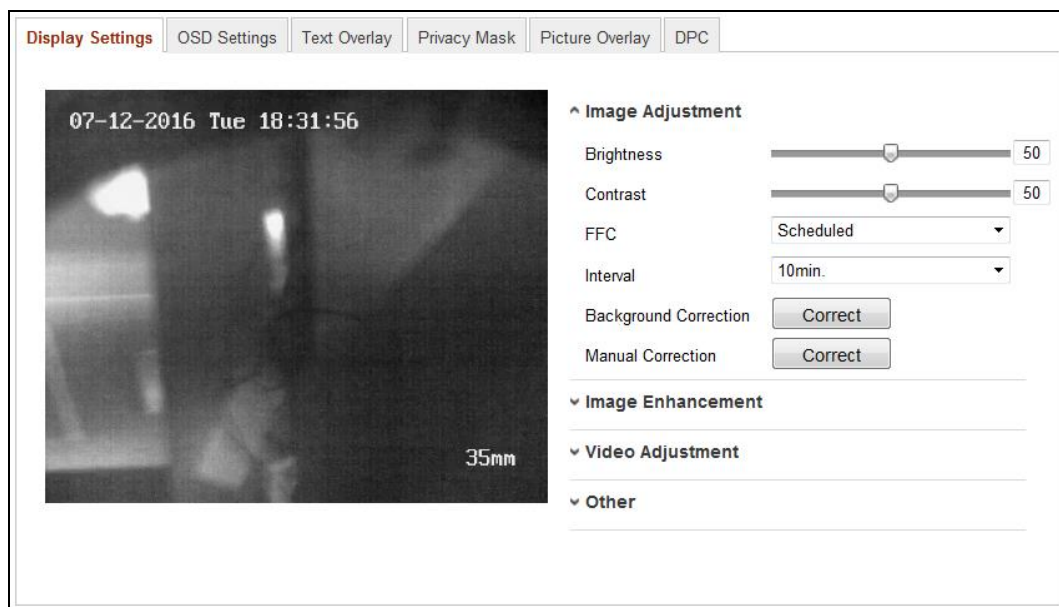 Display Settings OSD Settings Text Overlay Privacy Mask Picture Overlay DPC
07-12-2016 Tue 18:31:56
35mm
Image Adjustment
Brightness 50
Contrast 50
FFC Scheduled
Interval 10min.
Background Correction Correct
Manual Correction Correct
Image Enhancement
Video Adjustment
Other